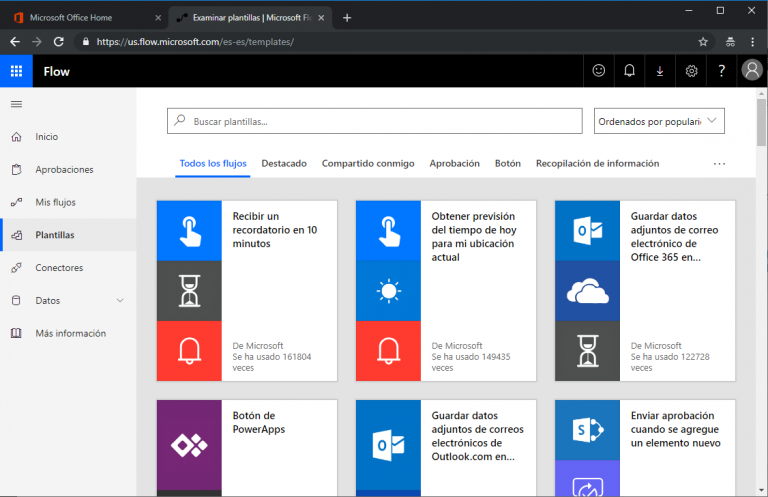 Microsoft Office Home
Examinar plantillas | Microsoft Fl
https://us.flow.microsoft.com/es-es/templates/
Flow
Buscar plantillas...
Ordenados por populari
Inicio
Aprobaciones
Mis flujos
Plantillas
Conectores
Datos
Más información
Todos los flujos
Destacado
Compartido conmigo
Aprobación
Botón
Recopilación de información
Recibir un
recordatorio en 10
minutos
De Microsoft
Se ha usado 161804
veces
Obtener previsión
del tiempo de hoy
para mi ubicación
actual
De Microsoft
Se ha usado 149435
veces
Guardar datos
adjuntos de correo
electrónico de
Office 365 en...
De Microsoft
Se ha usado 122728
veces
Botón de
PowerApps
Guardar datos
adjuntos de correos
electrónicos de
Outlook.com en...
Enviar aprobación
cuando se agregue
un elemento nuevo